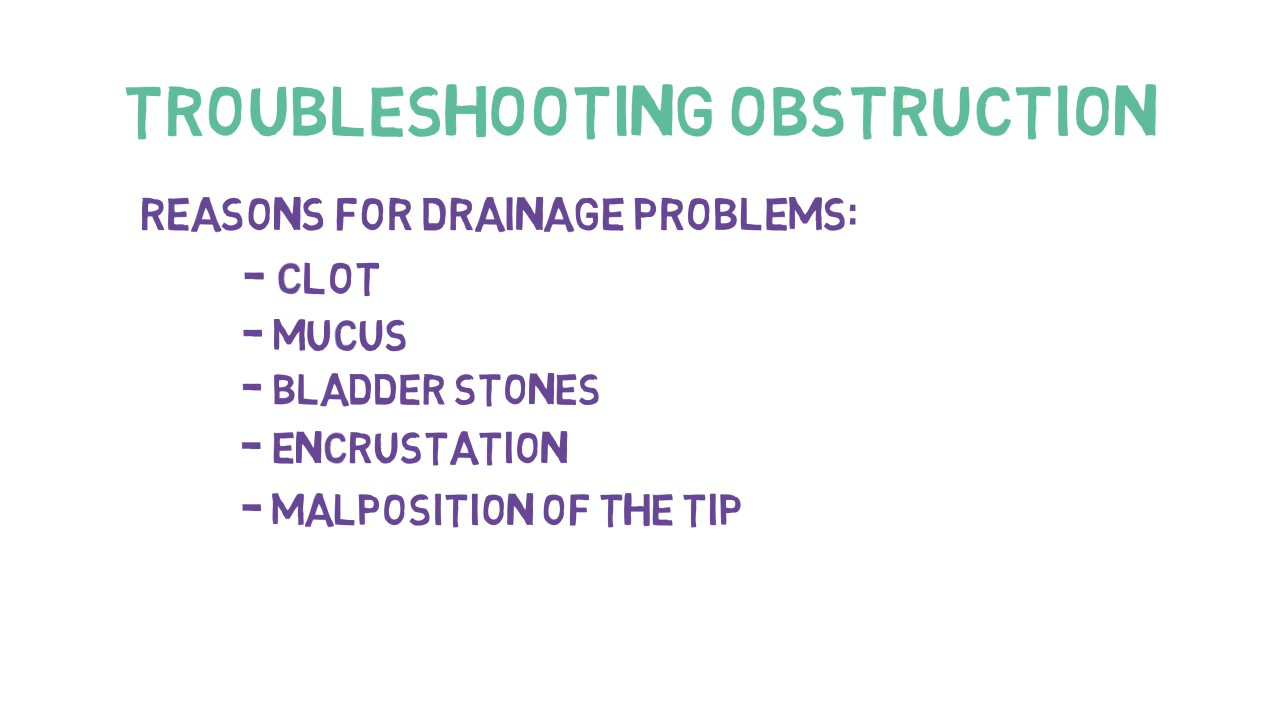 TROUBLESHOOTING OBSTRUCTION
REASONS FOR DRAINAGE PROBLEMS:
- CLOT
- MUCUS
- BLADDER STONES
- ENCRUSTATION
- MALPOSITION OF THE TIP